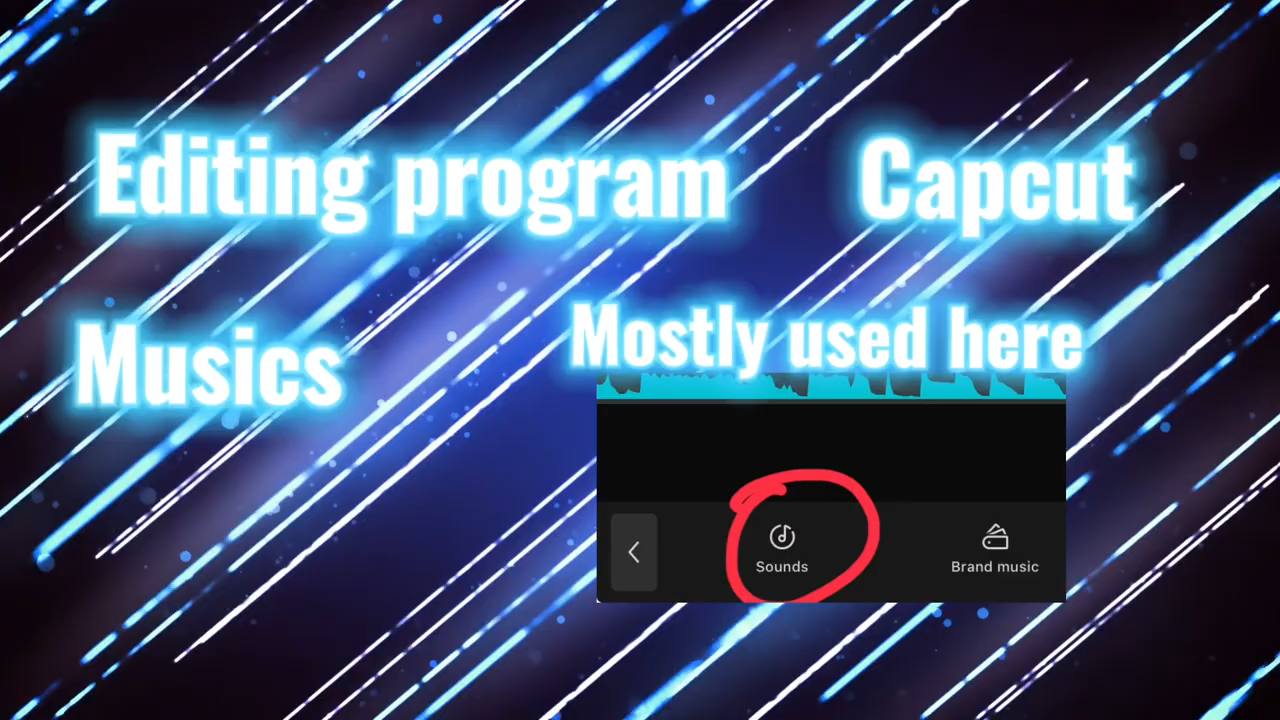 Editing program
Capcut
Musics
Mostly used here
Sounds
Brand music